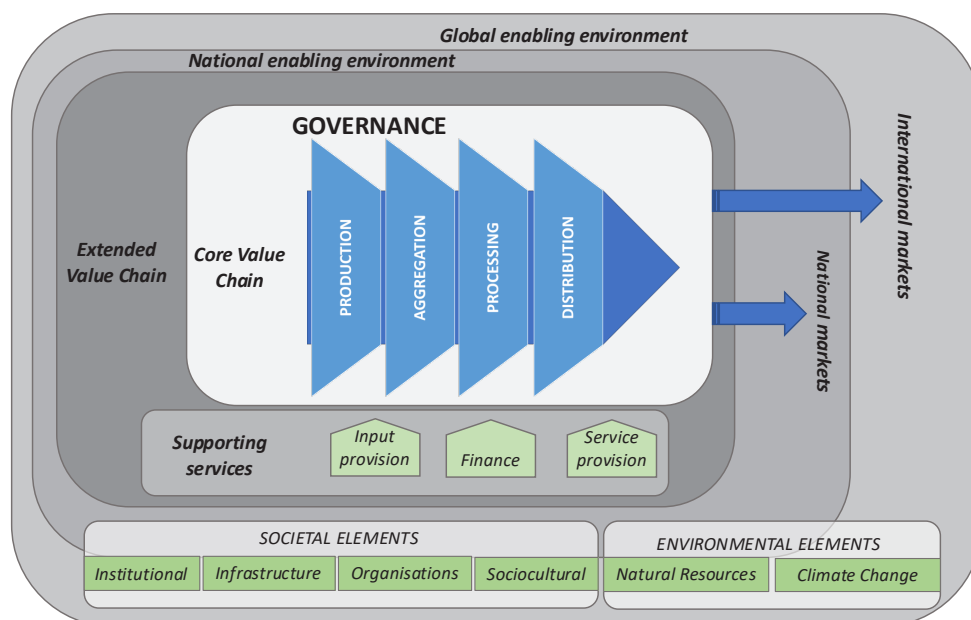 Global enabling environment
National enabling environment
GOVERNANCE
Extended
Value Chain
Core Value
Chain
PRODUCTION
AGGREGATION
PROCESSING
DISTRIBUTION
International markets
National markets
Supporting
services
Input
provision
Finance
Service
provision
SOCIETAL ELEMENTS
Institutional
Infrastructure
Organisations
Sociocultural
ENVIRONMENTAL ELEMENTS
Natural Resources
Climate Change